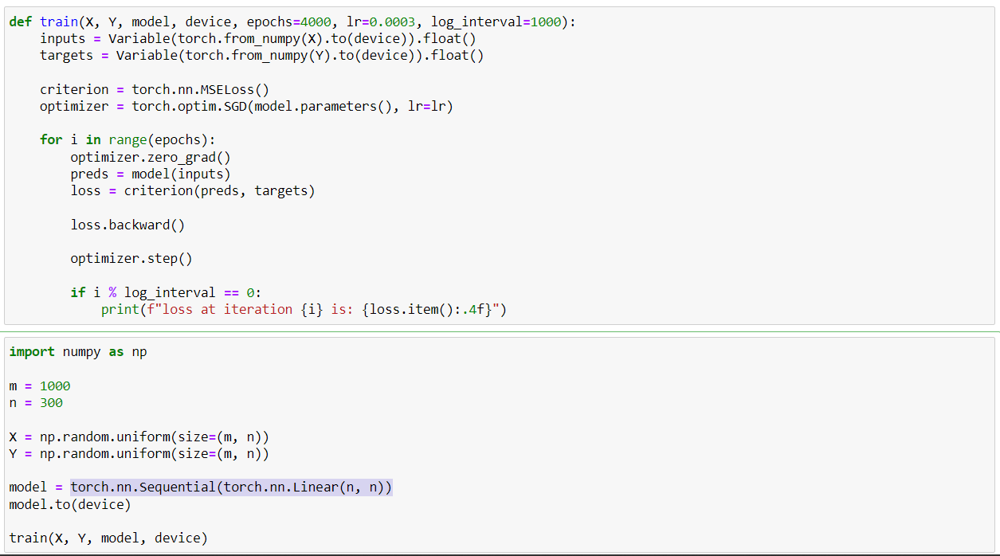 def train(X, Y, model, device, epochs=4000, lr=0.0003, log_interval=1000):
    inputs = Variable(torch.from_numpy(X).to(device)).float()
    targets = Variable(torch.from_numpy(Y).to(device)).float()

    criterion = torch.nn.MSELoss()
    optimizer = torch.optim.SGD(model.parameters(), lr=lr)

    for i in range(epochs):
        optimizer.zero_grad()
        preds = model(inputs)
        loss = criterion(preds, targets)

        loss.backward()

        optimizer.step()

        if i % log_interval == 0:
            print(f"loss at iteration {i} is: {loss.item():.4f}")

import numpy as np

m = 1000
n = 300

X = np.random.uniform(size=(m, n))
Y = np.random.uniform(size=(m, n))

model = torch.nn.Sequential(torch.nn.Linear(n, n))
model.to(device)

train(X, Y, model, device)